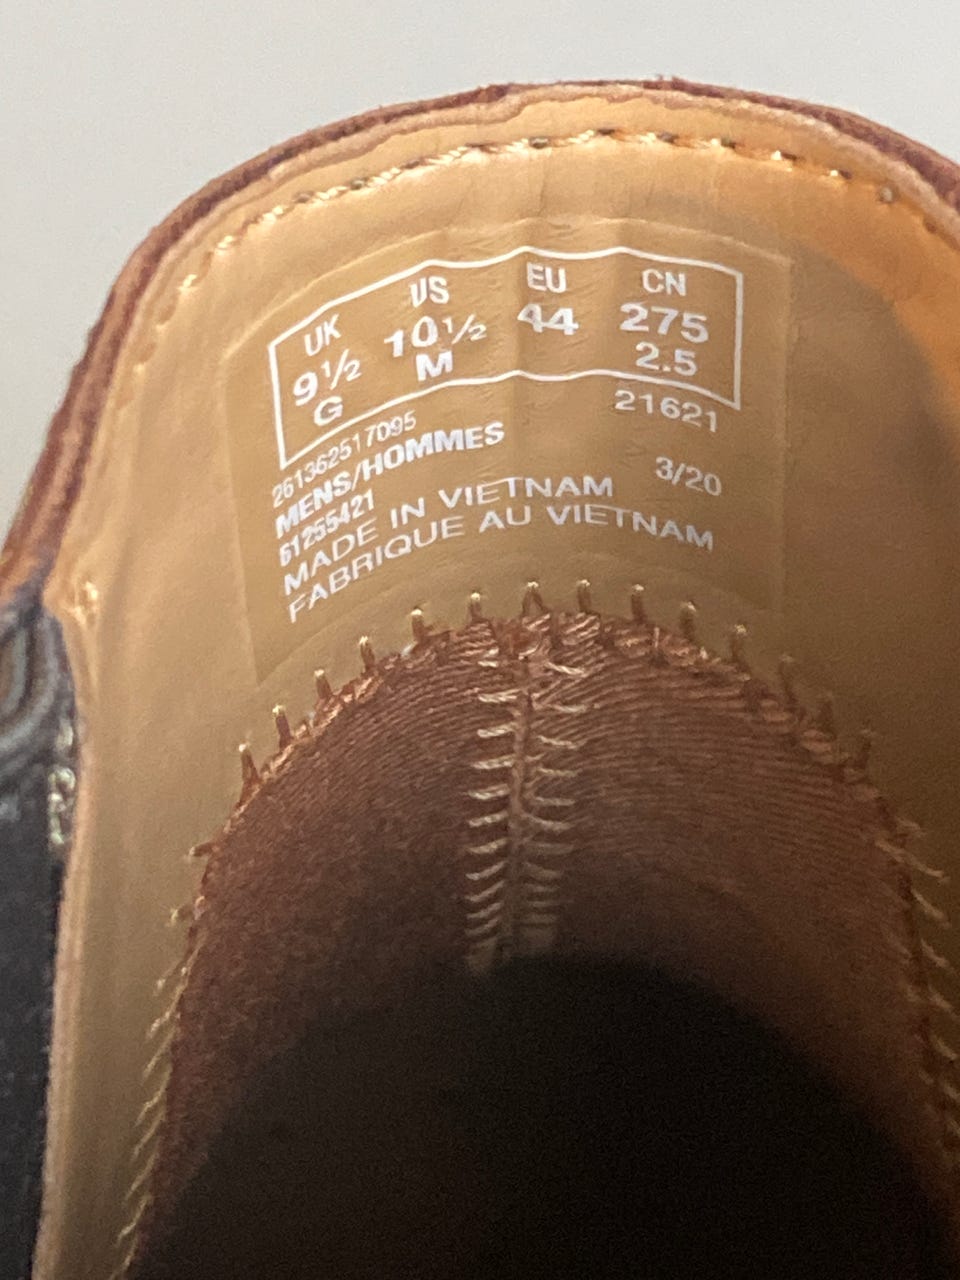 UK US EU CN
9½ 10½ 44 275
G M 2.5
261362517095 21621
MENS/HOMMES
61255421 3/20
MADE IN VIETNAM
FABRIQUE AU VIETNAM